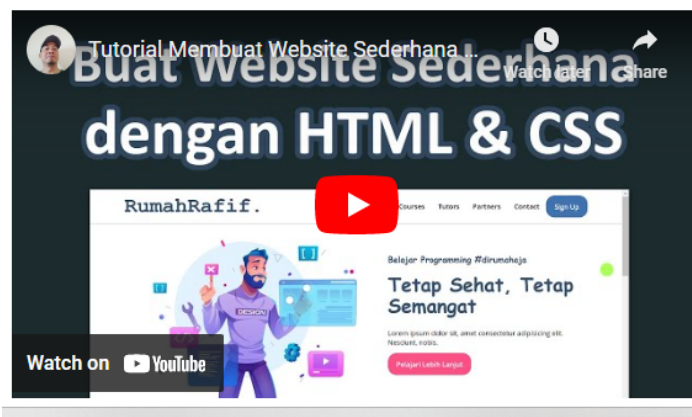 Tutorial Membuat Website Sederhana ...
Watch later
Share
Buat Website Sederhana
dengan HTML & CSS
RumahRafif.
Courses Tutors Partners Contact Sign Up
Belajar Programming #dirumahaja
Tetap Sehat, Tetap
Semangat
Lorem ipsum dolor sit, amet consectetur adipisicing elit.
Nesciunt, nobis.
Pelajari Lebih Lanjut
DESIGN
Watch on YouTube